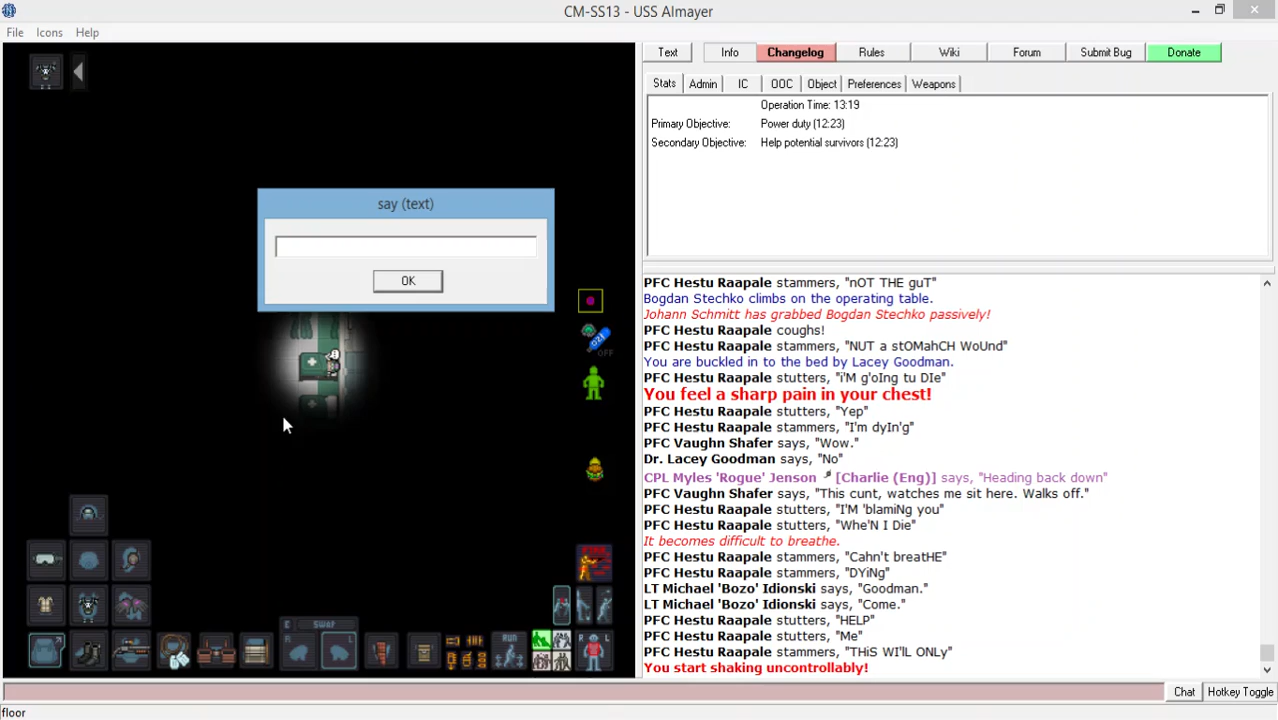 CM-SS13 - USS Almayer
File Icons Help
Text Info Changelog Rules Wiki Forum Submit Bug Donate
Stats Admin IC OOC Object Preferences Weapons
Operation Time: 13:19
Primary Objective: Power duty (12:23)
Secondary Objective: Help potential survivors (12:23)
say (text)
OK
OFF
E SWAP
R L
RUN
PFC Hestu Raapale stammers, "nOT THE guT"
Bogdan Stechko climbs on the operating table.
Johann Schmitt has grabbed Bogdan Stechko passively!
PFC Hestu Raapale coughs!
PFC Hestu Raapale stammers, "NUT a stOMahCH WoUnd"
You are buckled in to the bed by Lacey Goodman.
PFC Hestu Raapale stutters, "i'M g'oIng tu DIe"
You feel a sharp pain in your chest!
PFC Hestu Raapale stutters, "Yep"
PFC Hestu Raapale stammers, "I'm dyIn'g"
PFC Vaughn Shafer says, "Wow."
Dr. Lacey Goodman says, "No"
CPL Myles 'Rogue' Jenson [Charlie (Eng)] says, "Heading back down"
PFC Vaughn Shafer says, "This cunt, watches me sit here. Walks off."
PFC Hestu Raapale stutters, "I'M 'blamiNg you"
PFC Hestu Raapale stutters, "Whe'N I Die"
It becomes difficult to breathe.
PFC Hestu Raapale stammers, "Cahn't breatHE"
PFC Hestu Raapale stammers, "DYiNg"
LT Michael 'Bozo' Idionski says, "Goodman."
LT Michael 'Bozo' Idionski says, "Come."
PFC Hestu Raapale stutters, "HELP"
PFC Hestu Raapale stutters, "Me"
PFC Hestu Raapale stammers, "THiS WI'lL ONLy"
You start shaking uncontrollably!
Chat Hotkey Toggle
floor